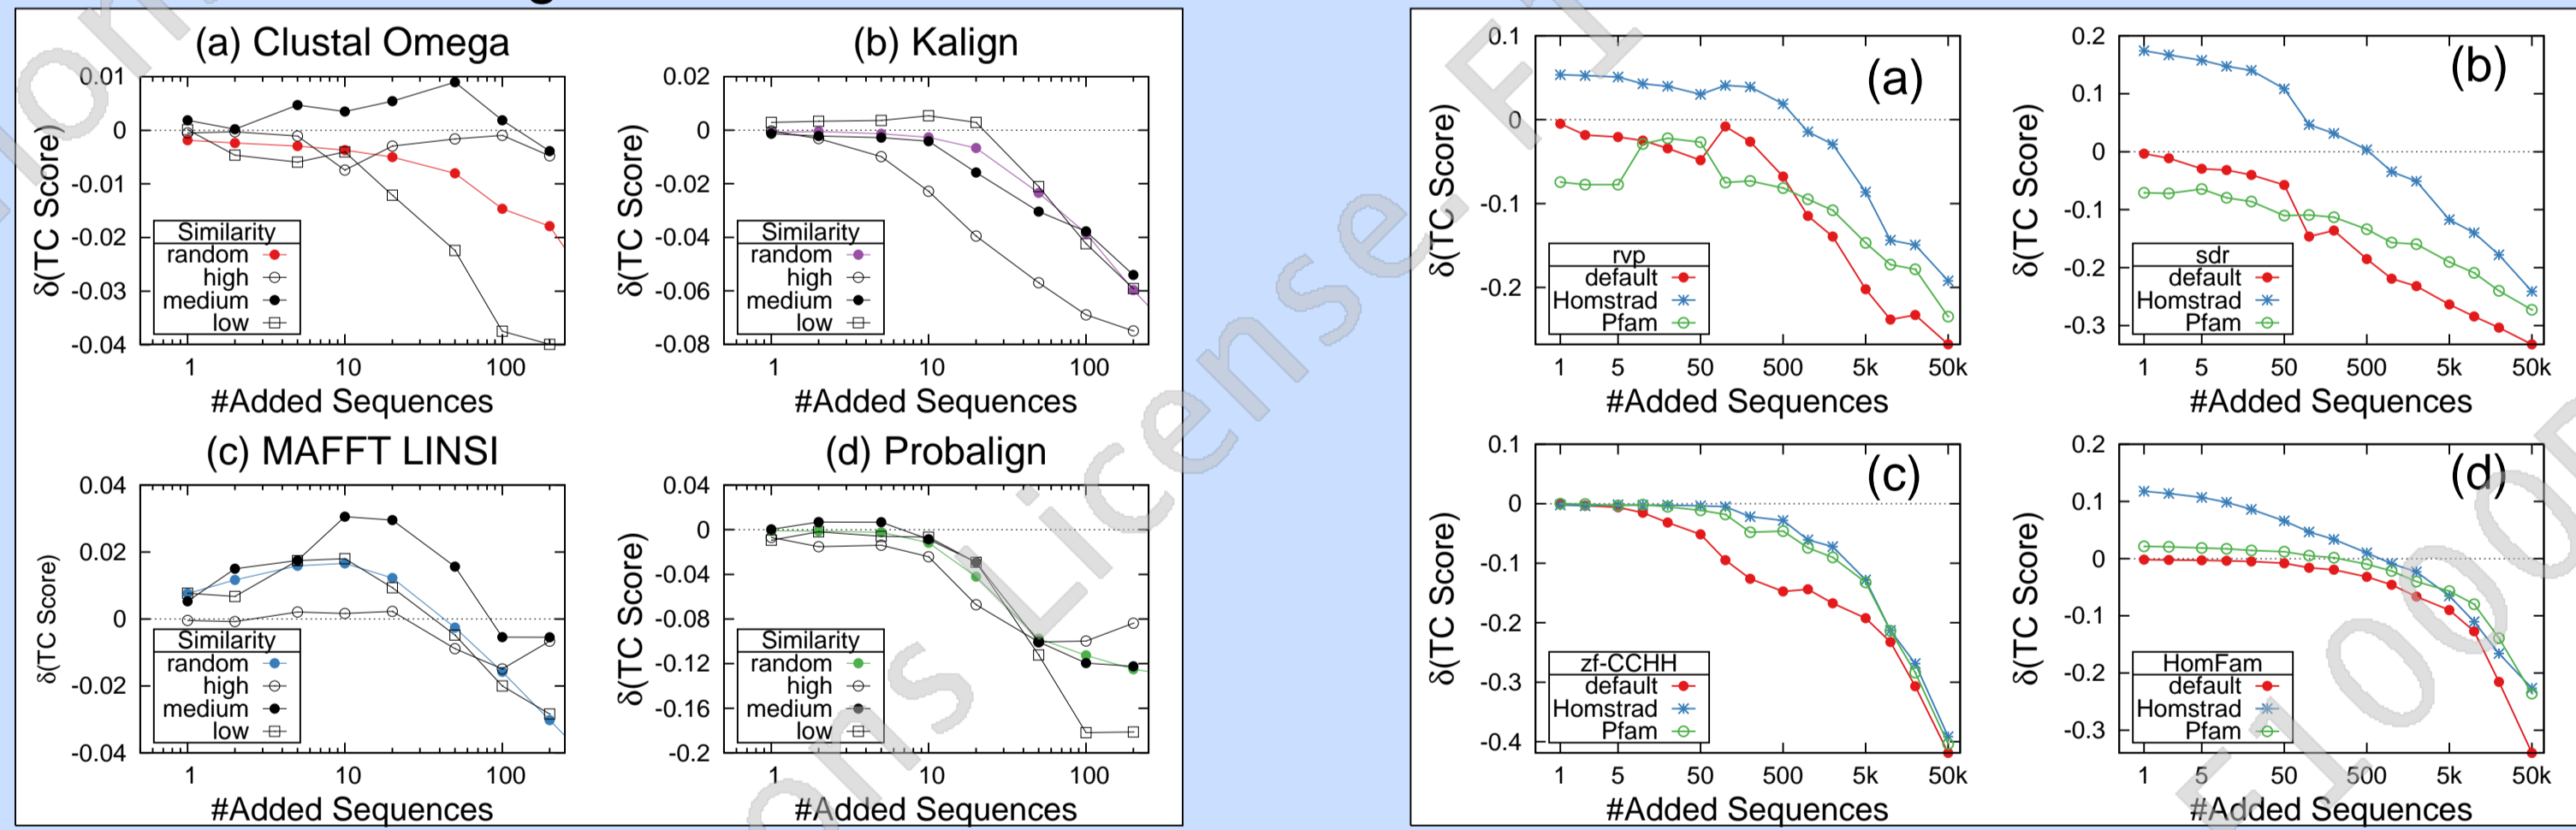 (a) Clustal Omega
0.01
0
-0.01
-0.02
-0.03
-0.04
δ(TC Score)
Similarity
random
high
medium
low
1 10 100
#Added Sequences
(b) Kalign
0.02
0
-0.02
-0.04
-0.06
-0.08
δ(TC Score)
Similarity
random
high
medium
low
1 10 100
#Added Sequences
(c) MAFFT LINSI
0.04
0.02
0
-0.02
-0.04
δ(TC Score)
Similarity
random
high
medium
low
1 10 100
#Added Sequences
(d) Probalign
0.04
0
-0.04
-0.08
-0.12
-0.16
-0.2
δ(TC Score)
Similarity
random
high
medium
low
1 10 100
#Added Sequences
(a)
0.1
0
-0.1
-0.2
δ(TC Score)
rvp
default
Homstrad
Pfam
1 5 50 500 5k 50k
#Added Sequences
(b)
0.2
0.1
0
-0.1
-0.2
-0.3
δ(TC Score)
sdr
default
Homstrad
Pfam
1 5 50 500 5k 50k
#Added Sequences
(c)
0.1
0
-0.1
-0.2
-0.3
-0.4
δ(TC Score)
zf-CCHH
default
Homstrad
Pfam
1 5 50 500 5k 50k
#Added Sequences
(d)
0.2
0.1
0
-0.1
-0.2
-0.3
δ(TC Score)
HomFam
default
Homstrad
Pfam
1 5 50 500 5k 50k
#Added Sequences
ons License. F1
F1000